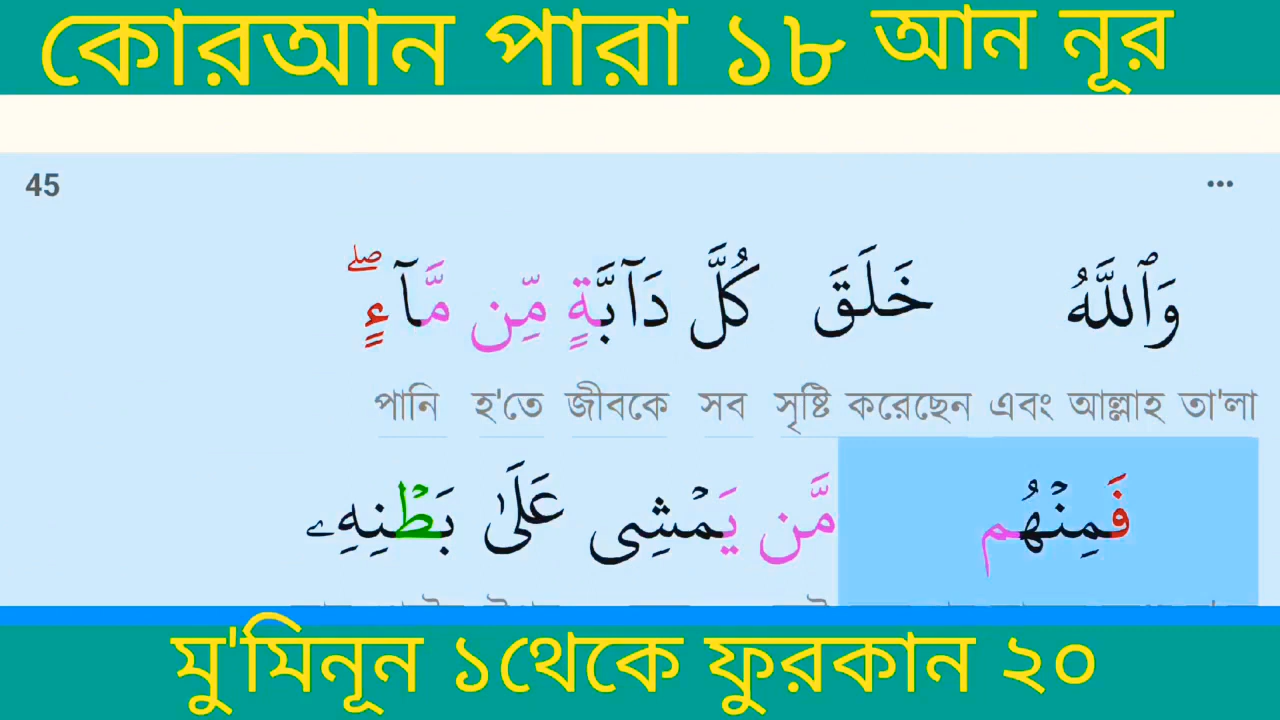 কোরআন পারা ১৮ আন নূর
45
وَٱللَّهُ خَلَقَ كُلَّ دَآبَّةٍ مِّن مَّآءٍ ۖ
পানি হ'তে জীবকে সব সৃষ্টি করেছেন এবং আল্লাহ তা'লা
فَمِنْهُم مَّن يَمْشِى عَلَىٰ بَطْنِهِۦ
মু'মিনূন ১থেকে ফুরকান ২০